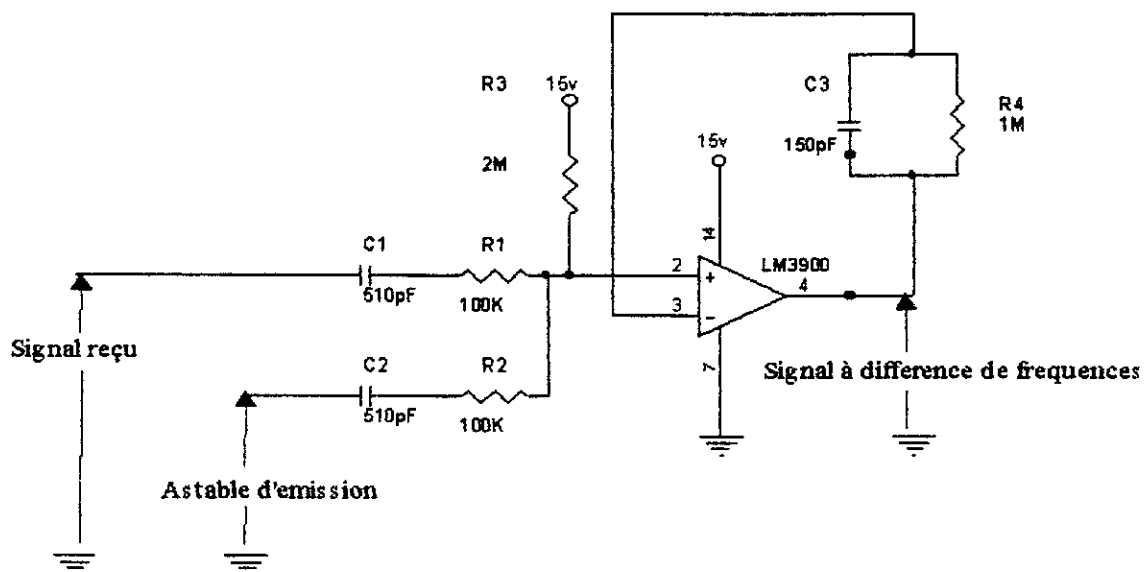 R3
15v
2M
C3
150pF
R4
1M
15v
14
C1
510pF
R1
100K
2
3
+
−
LM3900
4
7
Signal reçu
C2
510pF
R2
100K
Signal à difference de frequences
Astable d'emission